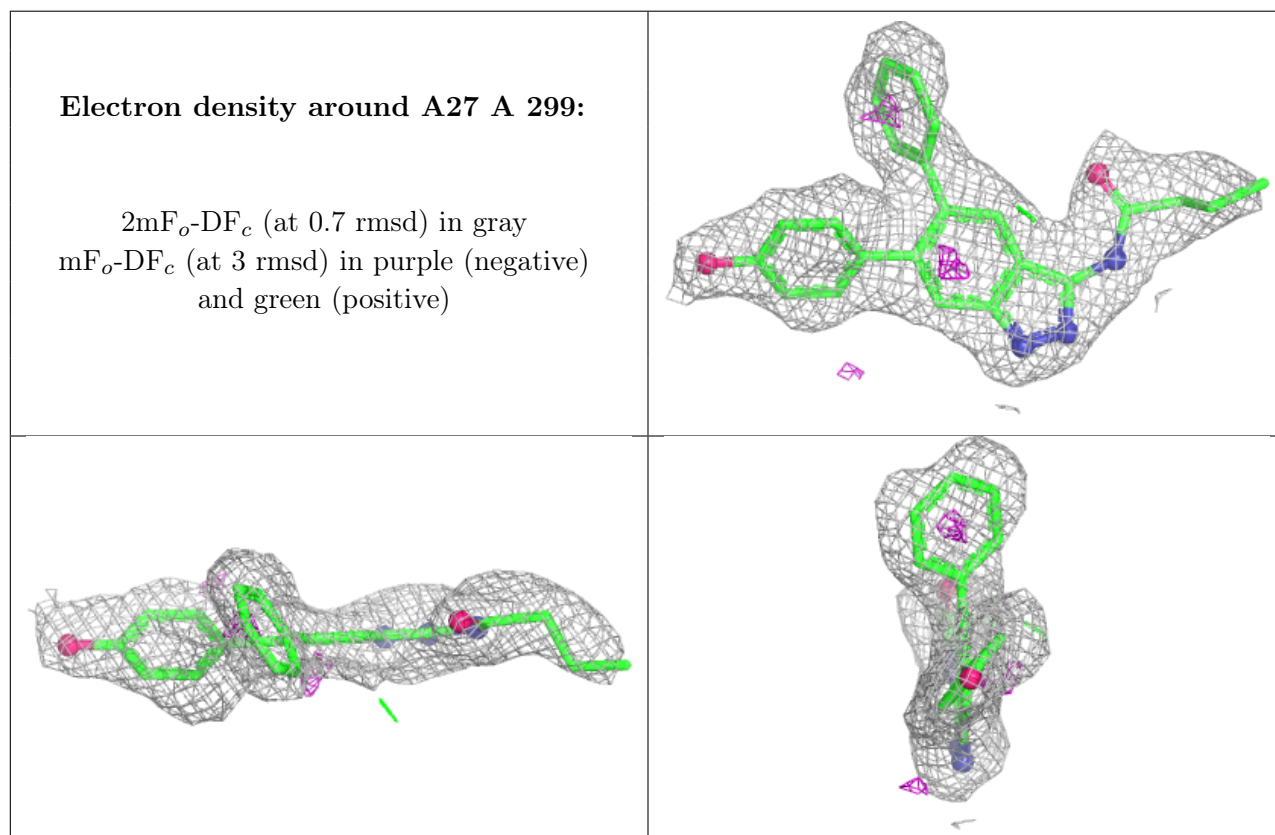 Electron density around A27 A 299:
2mFₒ-DF𝒸 (at 0.7 rmsd) in gray
mFₒ-DF𝒸 (at 3 rmsd) in purple (negative)
and green (positive)